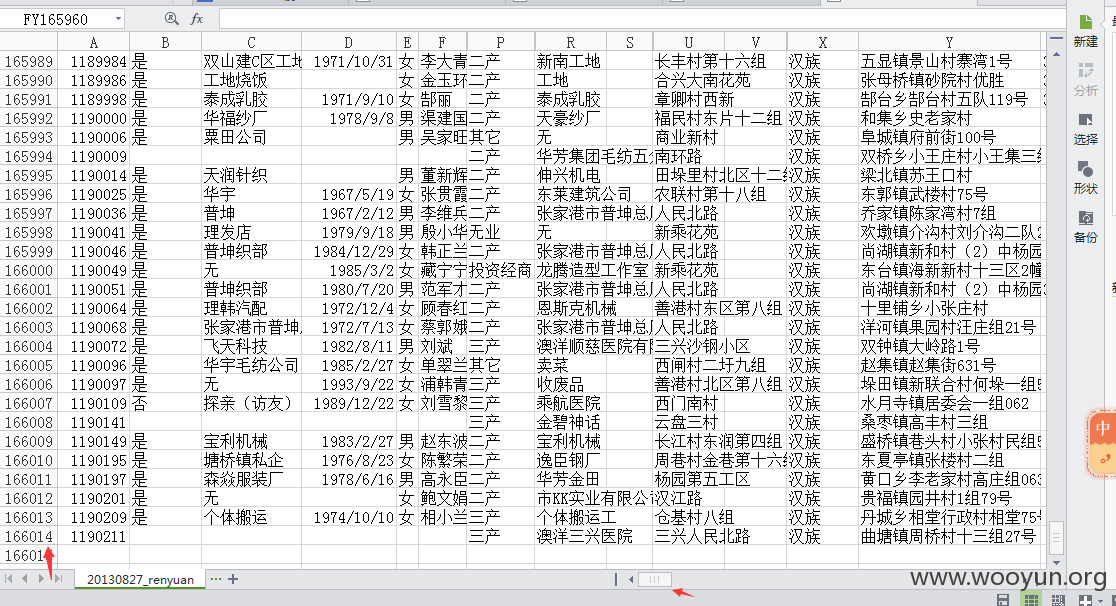 FY165960 fx
A B C D E F P R S U V X Y
165989 1189984 是 双山建C区工地 1971/10/31 女 李大青 二产 新南工地 长丰村第十六组 汉族 五显镇景山村寨湾1号
165990 1189986 是 工地烧饭 女 金玉环 二产 工地 合兴大南花苑 汉族 张母桥镇砂院村优胜
165991 1189998 是 泰成乳胶 1971/9/10 女 郜丽 二产 泰成乳胶 章卿村西新 汉族 郜台乡郜台村五队119号
165992 1190000 是 华福纱厂 1978/9/8 男 渠建国 二产 天豪纱厂 福民村东片十二组 汉族 和集乡史老家村
165993 1190006 是 粟田公司 男 吴家旺 其它 无 商业新村 汉族 阜城镇府前街100号
165994 1190009 二产 华芳集团毛纺五 南环路 汉族 双桥乡小王庄村小王集三
165995 1190014 是 天润针织 男 董新辉 二产 伸兴机电 田垛里村北区十二 汉族 梁北镇苏王口村
165996 1190025 是 华宇 1967/5/19 女 张贯霞 二产 东莱建筑公司 农联村第十八组 汉族 东郭镇武楼村75号
165997 1190036 是 普坤 1967/2/12 男 李维兵 二产 张家港市普坤总 人民北路 汉族 乔家镇陈家湾村7组
165998 1190041 是 理发店 1979/9/18 男 殷小华 无业 无 新乘花苑 汉族 欢墩镇介沟村刘介沟二队
165999 1190046 是 普坤织部 1984/12/29 女 韩正兰 二产 张家港市普坤总 人民北路 汉族 尚湖镇新和村（2）中杨园
166000 1190049 是 无 1985/3/2 女 藏宁宁 投资经商 龙腾造型工作室 新乘花苑 汉族 东台镇海新新村十三区2幢
166001 1190051 是 普坤织部 1980/7/20 男 范军才 二产 张家港市普坤总 人民北路 汉族 尚湖镇新和村（2）中杨园
166002 1190064 是 理韩汽配 1972/12/4 女 顾春红 二产 恩斯克机械 善港村东区第八组 汉族 十里铺乡小张庄村
166003 1190068 是 张家港市普坤 1972/7/13 女 蔡郭娥 二产 张家港市普坤总 人民北路 汉族 洋河镇果园村汪庄组21号
166004 1190072 是 飞天科技 1982/8/11 男 刘斌 三产 澳洋顺慈医院有 三兴沙钢小区 汉族 双钟镇大岭路1号
166005 1190096 是 华宇毛纺公司 1985/2/27 女 单翠兰 其它 卖菜 西闸村二圩九组 汉族 赵集镇赵集街631号
166006 1190097 是 无 1993/9/22 女 浦韩青 三产 收废品 善港村北区第八组 汉族 垛田镇新联合村何垛一组
166007 1190109 否 探亲（访友） 1989/12/22 女 刘雪黎 三产 乘航医院 西门南村 汉族 水月寺镇居委会一组062
166008 1190141 三产 金碧神话 云盘三村 汉族 桑枣镇高丰村三组
166009 1190149 是 宝利机械 1983/2/27 男 赵东波 二产 宝利机械 长江村东润第四组 汉族 盛桥镇巷头村小张村民组
166010 1190195 是 塘桥镇私企 1976/8/23 女 陈繁荣 二产 逸臣钢厂 周巷村金巷第十六 汉族 东夏亭镇张楼村二组
166011 1190197 是 森焱服装厂 1978/6/16 男 高永臣 二产 华芳金田 杨园第五工区 汉族 黄口乡李老家村高庄组063
166012 1190201 是 无 女 鲍文娟 二产 市KK实业有限公 汉江路 汉族 贵福镇园井村1组79号
166013 1190209 是 个体搬运 1974/10/10 女 相小兰 三产 个体搬运工 仓基村八组 汉族 丹城乡相堂行政村相堂75
166014 1190211 三产 澳洋三兴医院 三兴人民北路 汉族 曲塘镇周桥村十三组27号
16601
20130827_renyuan ··· +
新建
分析
选择
形状
备份
中
www.wooyun.org